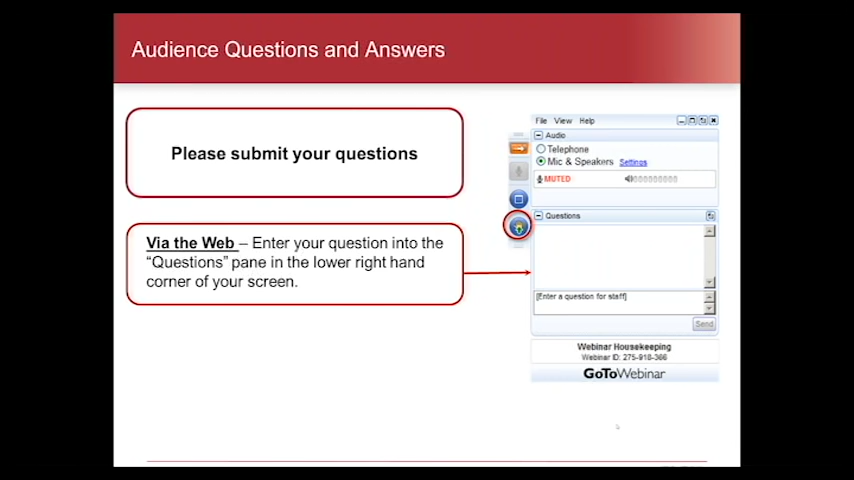 Audience Questions and Answers
Please submit your questions
Via the Web – Enter your question into the
“Questions” pane in the lower right hand
corner of your screen.
File View Help
Audio
Telephone
Mic & Speakers Settings
MUTED
Questions
[Enter a question for staff]
Send
Webinar Housekeeping
Webinar ID: 275-918-366
GoToWebinar